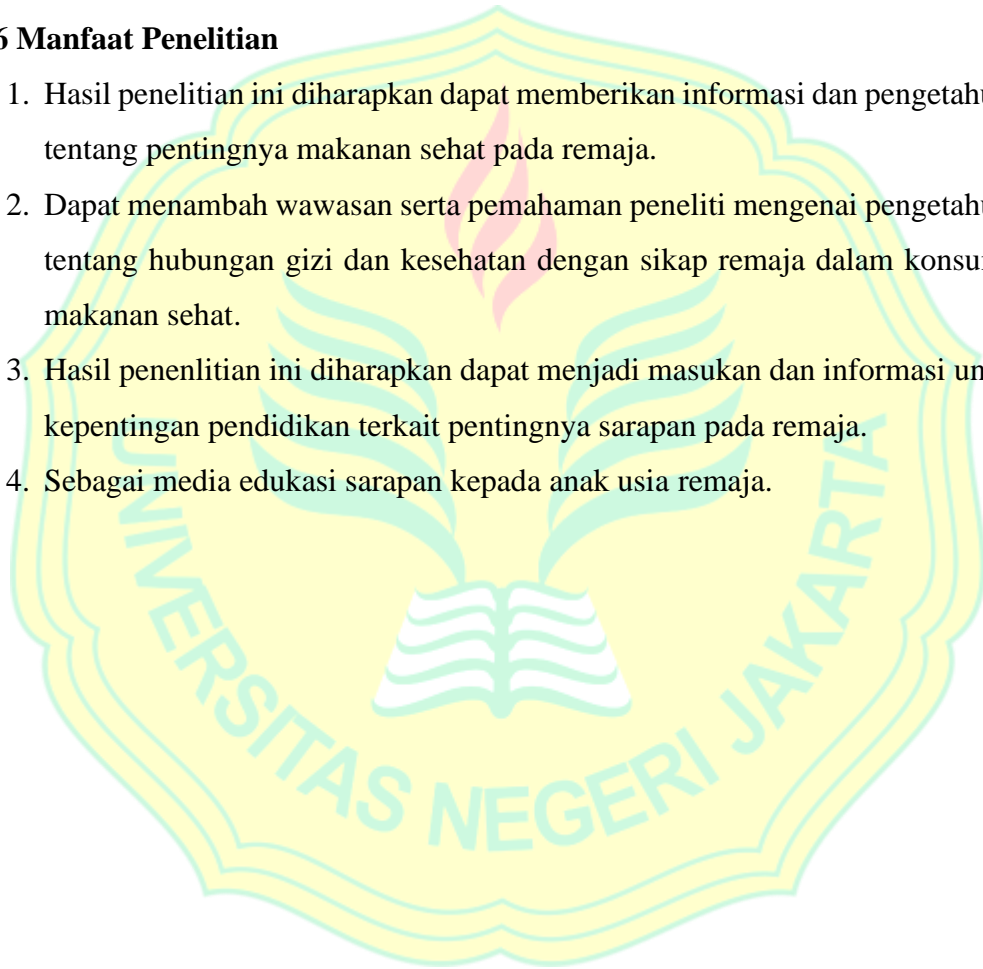 6 Manfaat Penelitian
1. Hasil penelitian ini diharapkan dapat memberikan informasi dan pengetahu
tentang pentingnya makanan sehat pada remaja.
2. Dapat menambah wawasan serta pemahaman peneliti mengenai pengetahu
tentang hubungan gizi dan kesehatan dengan sikap remaja dalam konsu
makanan sehat.
3. Hasil penenlitian ini diharapkan dapat menjadi masukan dan informasi un
kepentingan pendidikan terkait pentingnya sarapan pada remaja.
4. Sebagai media edukasi sarapan kepada anak usia remaja.
UNIVERSITAS NEGERI JAKARTA